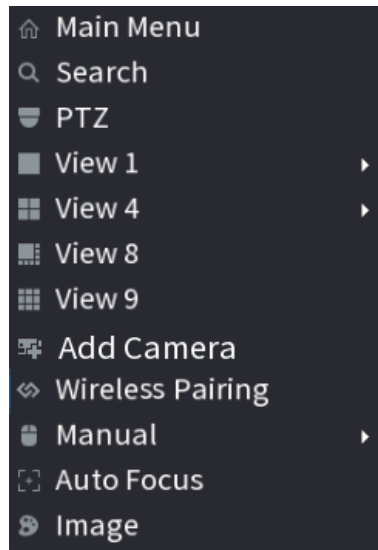 Main Menu
Search
PTZ
View 1
View 4
View 8
View 9
Add Camera
Wireless Pairing
Manual
Auto Focus
Image